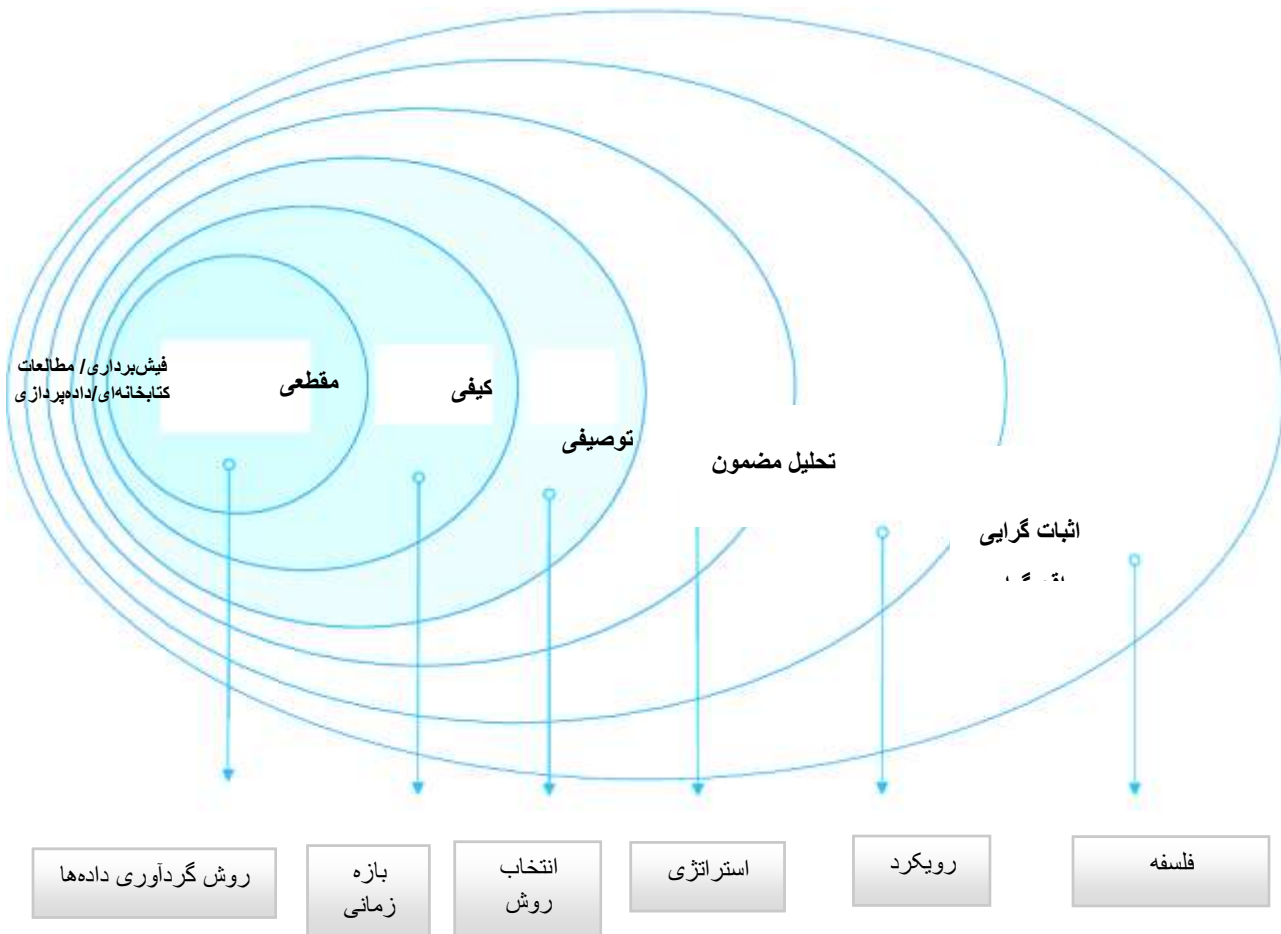 فیش‌برداری/ مطالعات
کتابخانه‌ای/داده‌پردازی
مقطعی
کیفی
توصیفی
تحلیل مضمون
اثبات گرایی
روش گردآوری داده‌ها
بازه
زمانی
انتخاب
روش
استراتژی
رویکرد
فلسفه